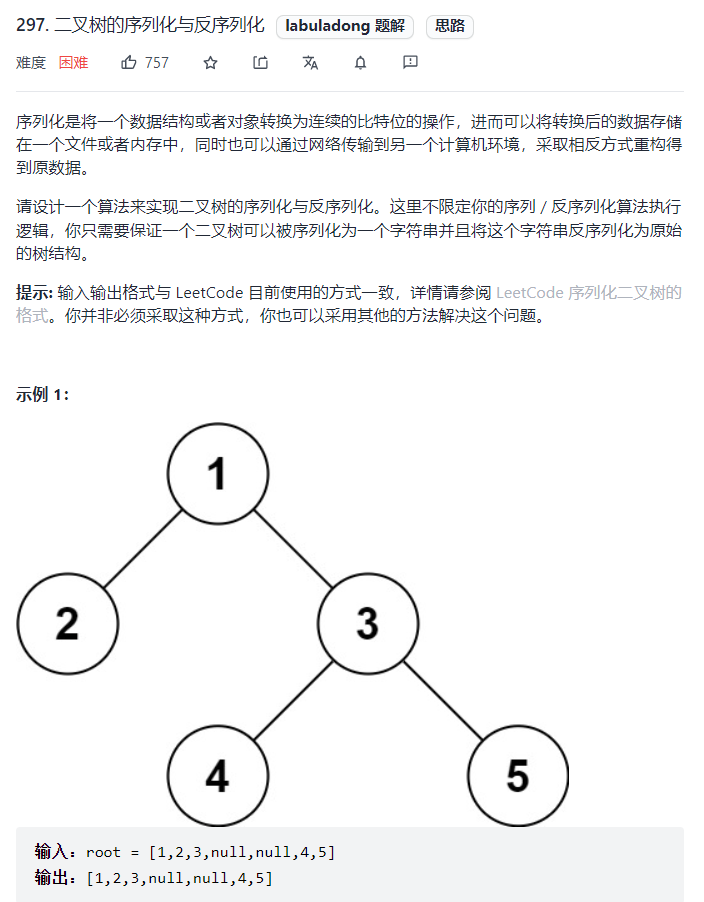 297. 二叉树的序列化与反序列化 labuladong 题解 思路
难度 困难 757
序列化是将一个数据结构或者对象转换为连续的比特位的操作，进而可以将转换后的数据存储
在一个文件或者内存中，同时也可以通过网络传输到另一个计算机环境，采取相反方式重构得
到原数据。
请设计一个算法来实现二叉树的序列化与反序列化。这里不限定你的序列 / 反序列化算法执行
逻辑，你只需要保证一个二叉树可以被序列化为一个字符串并且将这个字符串反序列化为原始
的树结构。
提示: 输入输出格式与 LeetCode 目前使用的方式一致，详情请参阅 LeetCode 序列化二叉树的
格式。你并非必须采取这种方式，你也可以采用其他的方法解决这个问题。
示例 1：
1
2 3
4 5
输入：root = [1,2,3,null,null,4,5]
输出：[1,2,3,null,null,4,5]